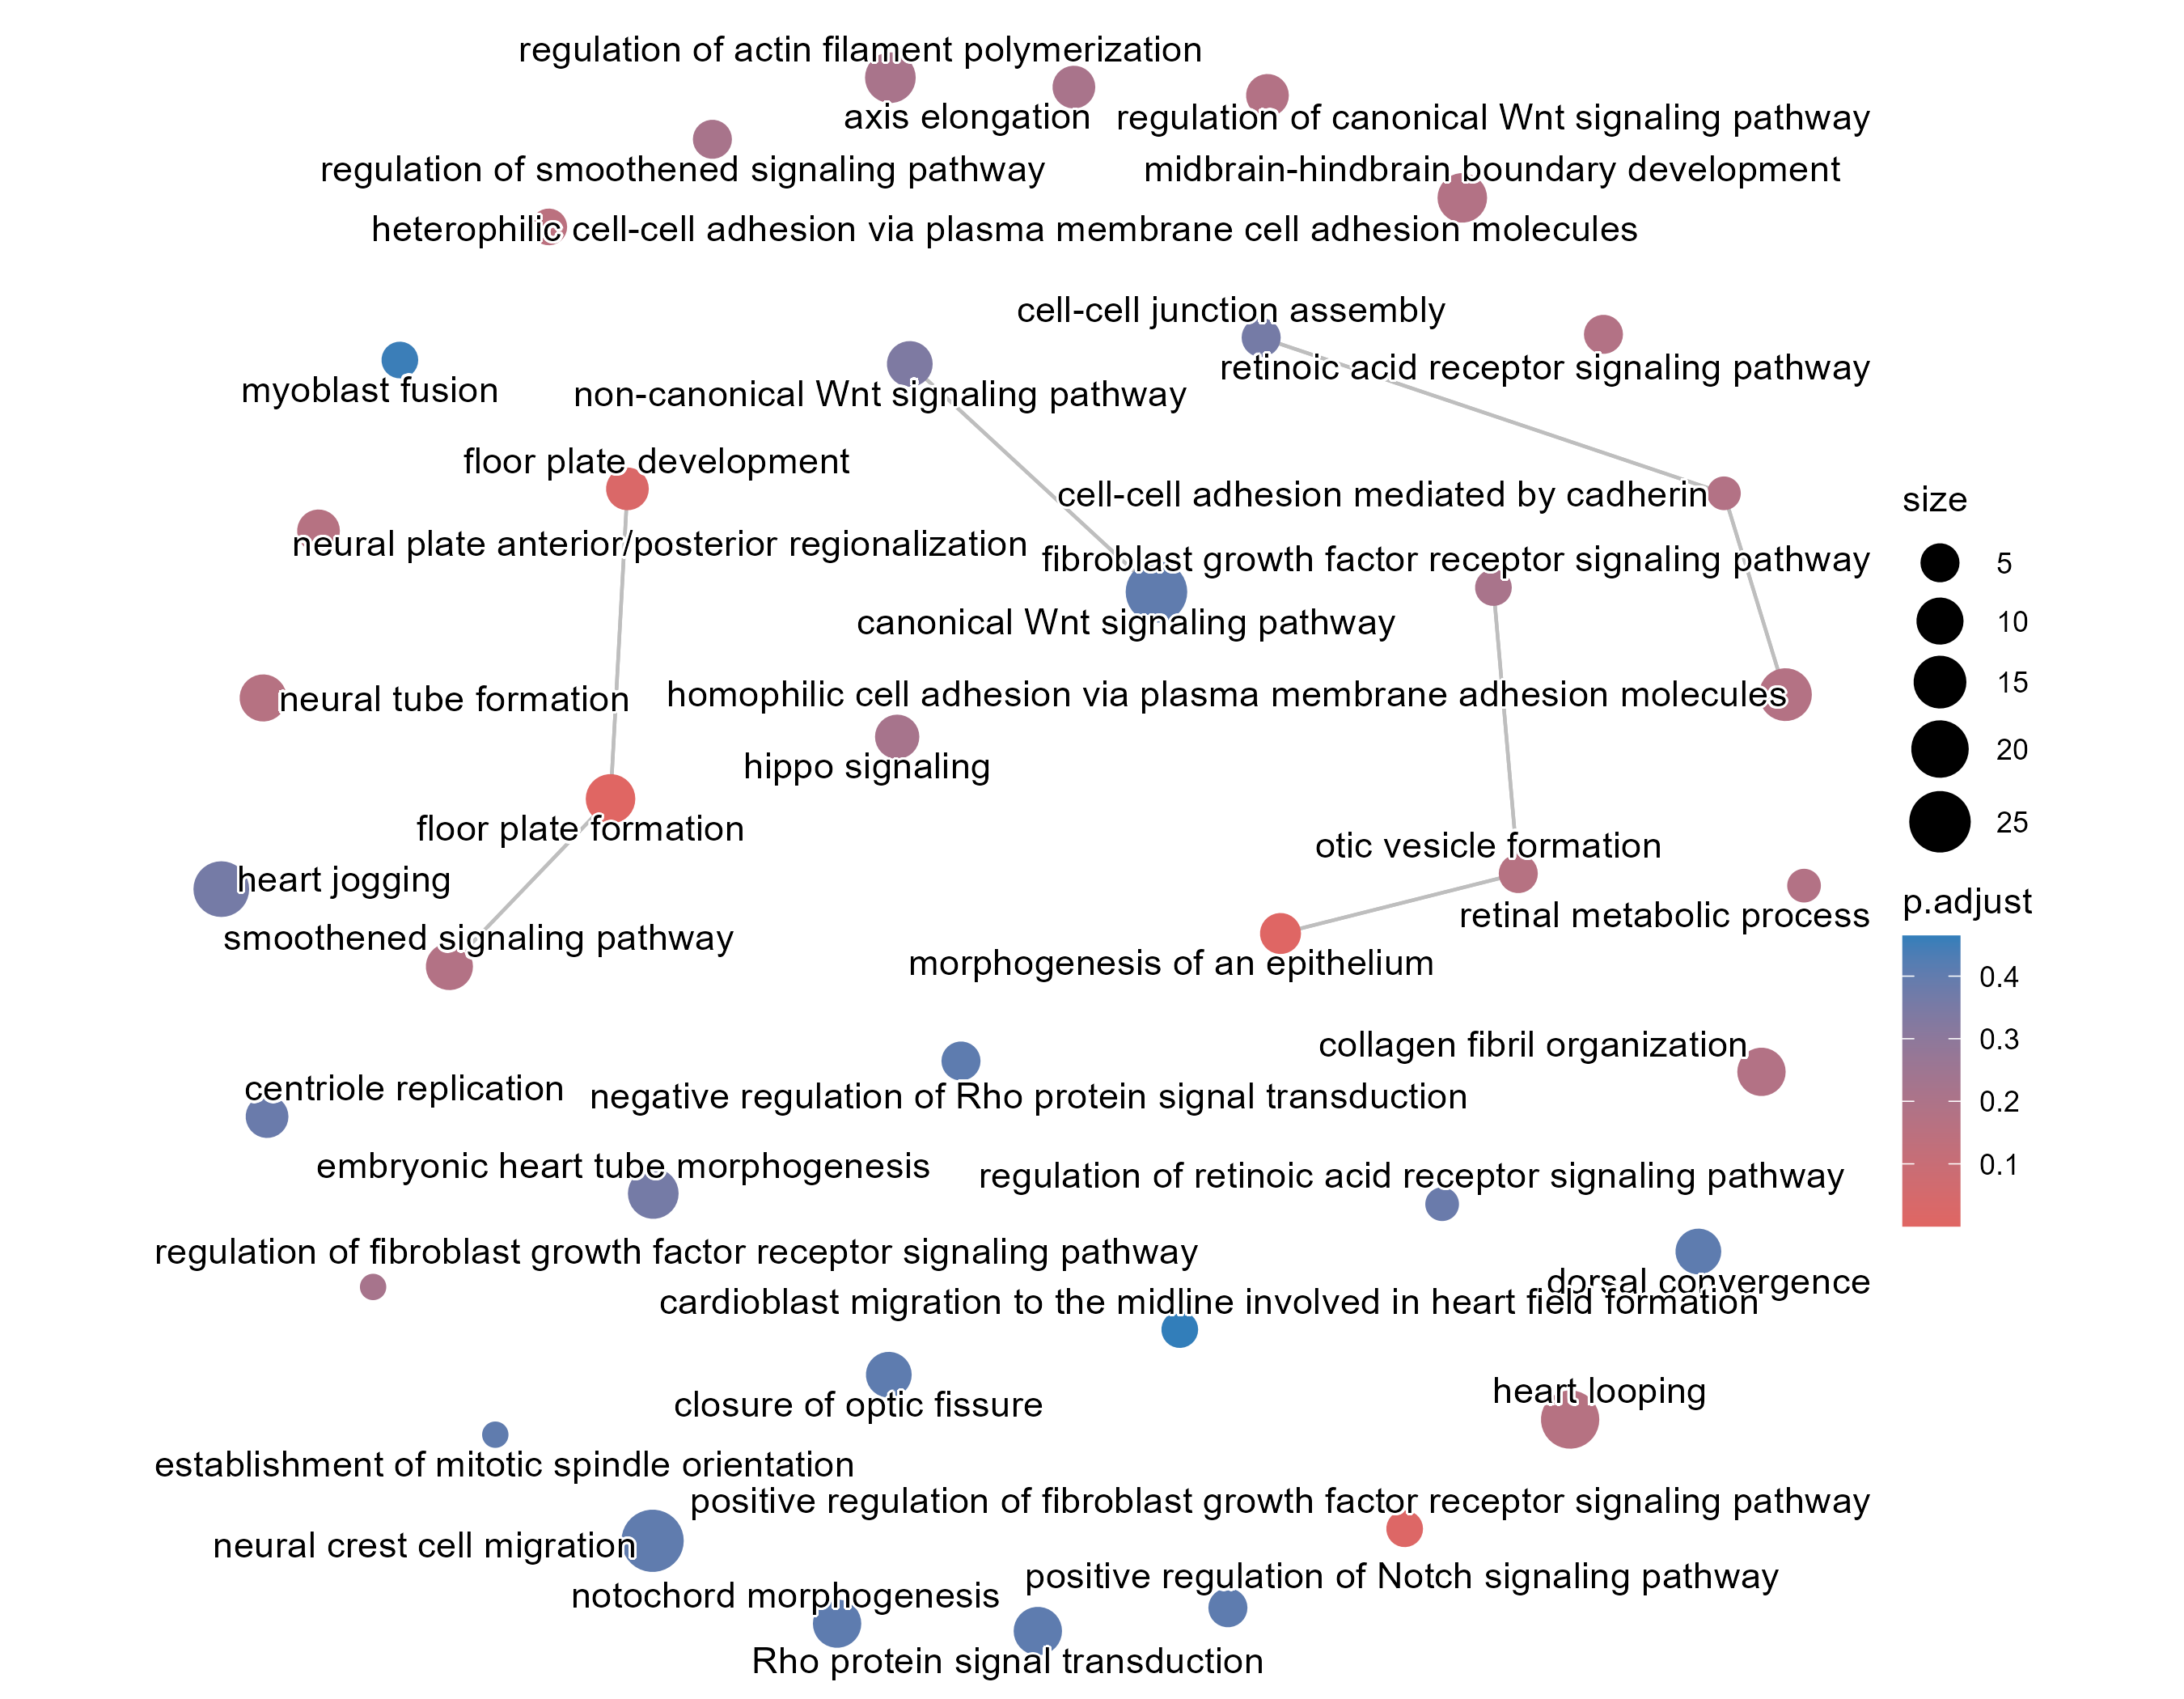 regulation of actin filament polymerization
axis elongation
regulation of canonical Wnt signaling pathway
regulation of smoothened signaling pathway
midbrain-hindbrain boundary development
heterophilic cell-cell adhesion via plasma membrane cell adhesion molecules
cell-cell junction assembly
retinoic acid receptor signaling pathway
myoblast fusion
non-canonical Wnt signaling pathway
floor plate development
cell-cell adhesion mediated by cadherin
neural plate anterior/posterior regionalization
fibroblast growth factor receptor signaling pathway
canonical Wnt signaling pathway
neural tube formation
homophilic cell adhesion via plasma membrane adhesion molecules
hippo signaling
floor plate formation
otic vesicle formation
heart jogging
retinal metabolic process
smoothened signaling pathway
morphogenesis of an epithelium
collagen fibril organization
centriole replication
negative regulation of Rho protein signal transduction
embryonic heart tube morphogenesis
regulation of retinoic acid receptor signaling pathway
regulation of fibroblast growth factor receptor signaling pathway
dorsal convergence
cardioblast migration to the midline involved in heart field formation
closure of optic fissure
heart looping
establishment of mitotic spindle orientation
positive regulation of fibroblast growth factor receptor signaling pathway
neural crest cell migration
positive regulation of Notch signaling pathway
notochord morphogenesis
Rho protein signal transduction
size
5
10
15
20
25
p.adjust
0.4
0.3
0.2
0.1